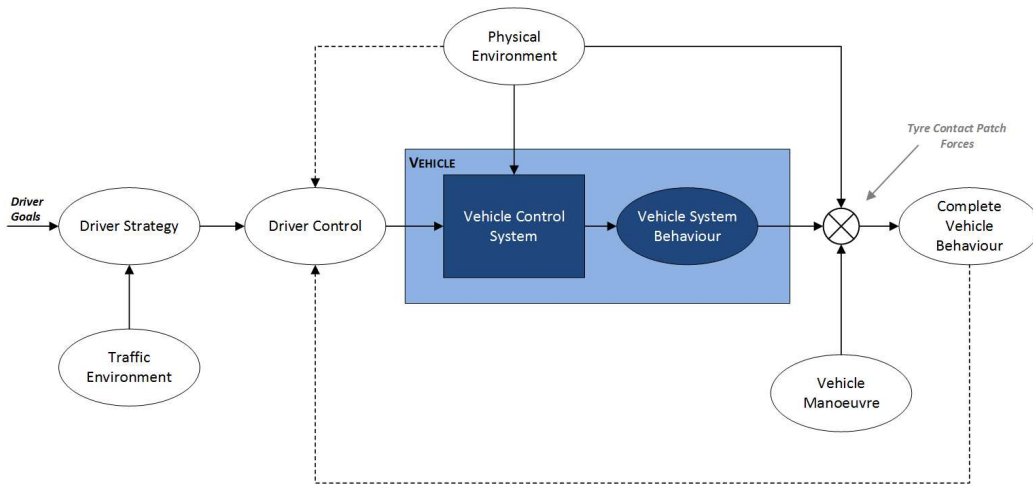 Physical
Environment
Tyre Contact Patch
Forces
VEHICLE
Driver
Goals
Driver Strategy
Driver Control
Vehicle Control
System
Vehicle System
Behaviour
Complete
Vehicle
Behaviour
Traffic
Environment
Vehicle
Manoeuvre